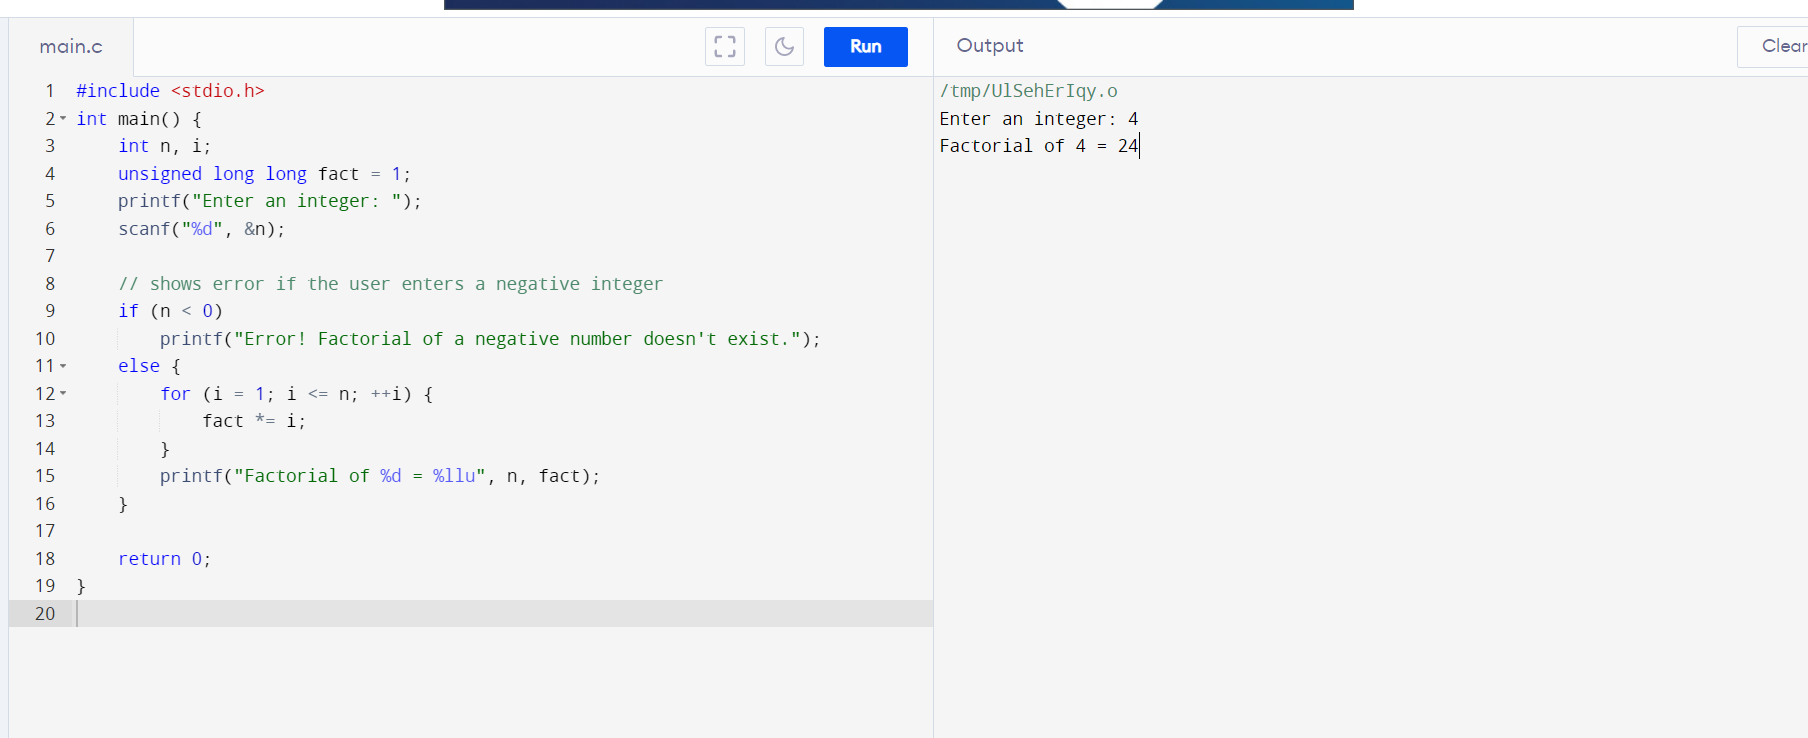 main.c
Run
1 #include <stdio.h>
2 int main() {
3     int n, i;
4     unsigned long long fact = 1;
5     printf("Enter an integer: ");
6     scanf("%d", &n);
7
8     // shows error if the user enters a negative integer
9     if (n < 0)
10         printf("Error! Factorial of a negative number doesn't exist.");
11     else {
12         for (i = 1; i <= n; ++i) {
13             fact *= i;
14         }
15         printf("Factorial of %d = %llu", n, fact);
16     }
17
18     return 0;
19 }
20
Output
Clear
/tmp/UlSehErIqy.o
Enter an integer: 4
Factorial of 4 = 24